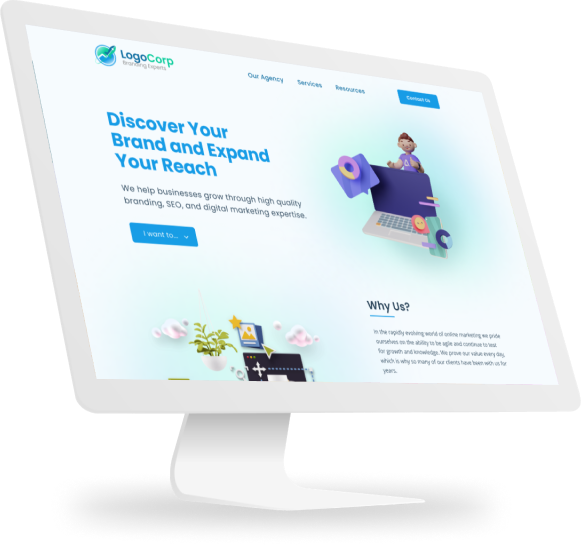 LogoCorp
Branding Experts
Our Agency Services Resources
Contact Us
Discover Your
Brand and Expand
Your Reach
We help businesses grow through high quality
branding, SEO, and digital marketing expertise.
I want to...
Why Us?
In the rapidly evolving world of online marketing we pride
ourselves on the ability to be agile and continue to test
for growth and knowledge. We prove our value every day,
which is why so many of our clients have been with us for
years.